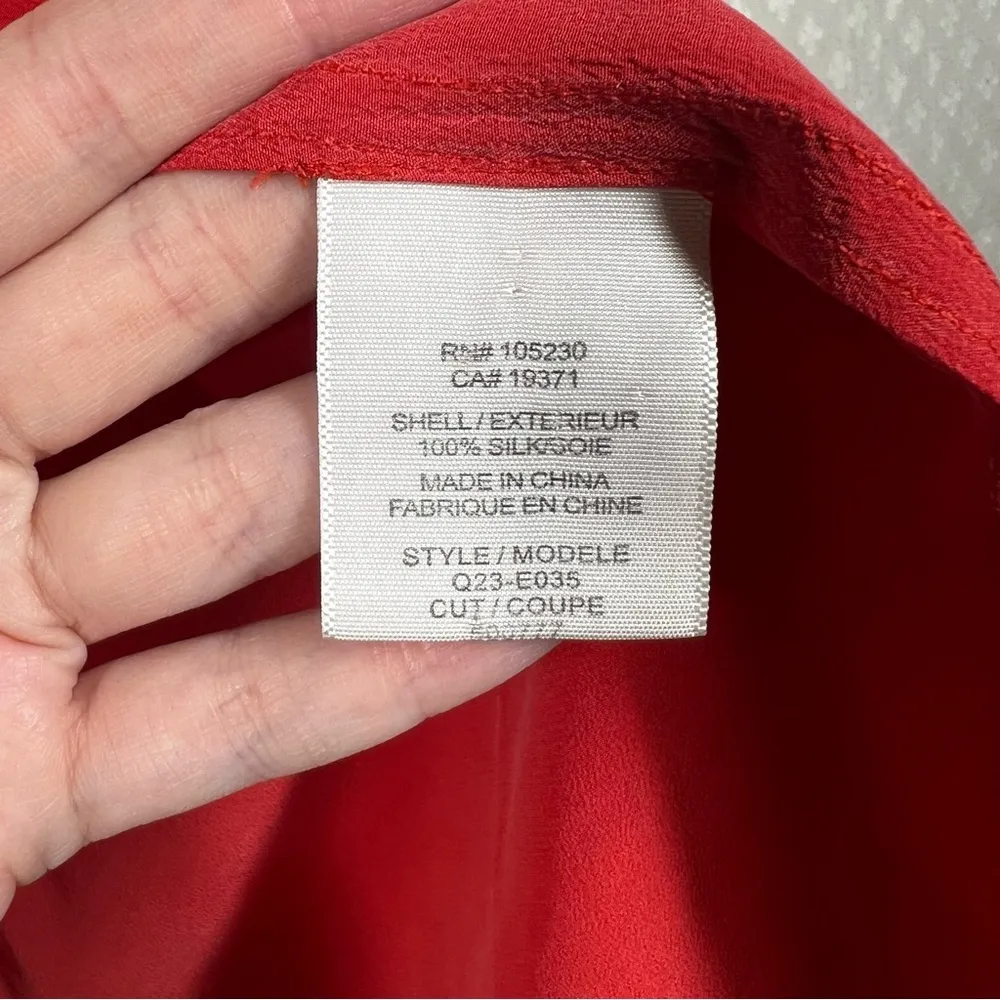 RN# 105230
CA# 19371
SHELL / EXTERIEUR
100% SILK/SOIE
MADE IN CHINA
FABRIQUE EN CHINE
STYLE / MODELE
Q23-E035
CUT / COUPE